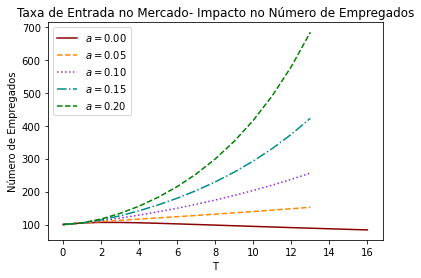 Taxa de Entrada no Mercado- Impacto no Número de Empregados
a = 0.00
a = 0.05
a = 0.10
a = 0.15
a = 0.20
Número de Empregados
700
600
500
400
300
200
100
0 2 4 6 8 10 12 14 16
T